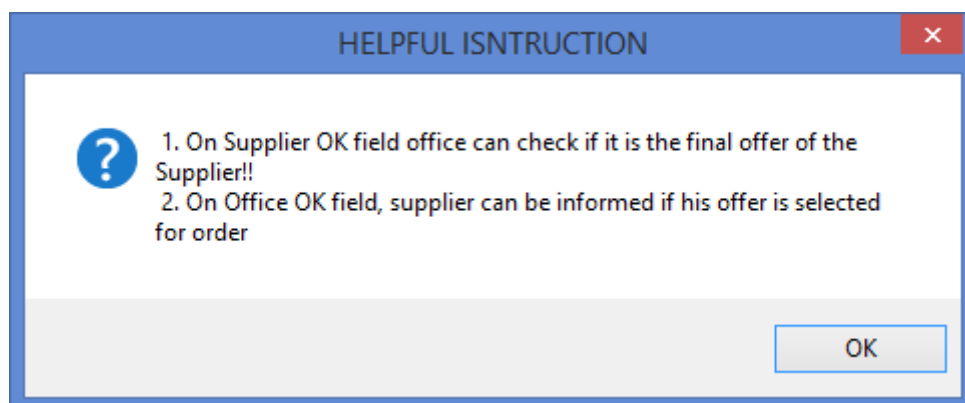 HELPFUL ISNTRUCTION
1. On Supplier OK field office can check if it is the final offer of the
Supplier!!
2. On Office OK field, supplier can be informed if his offer is selected
for order
OK